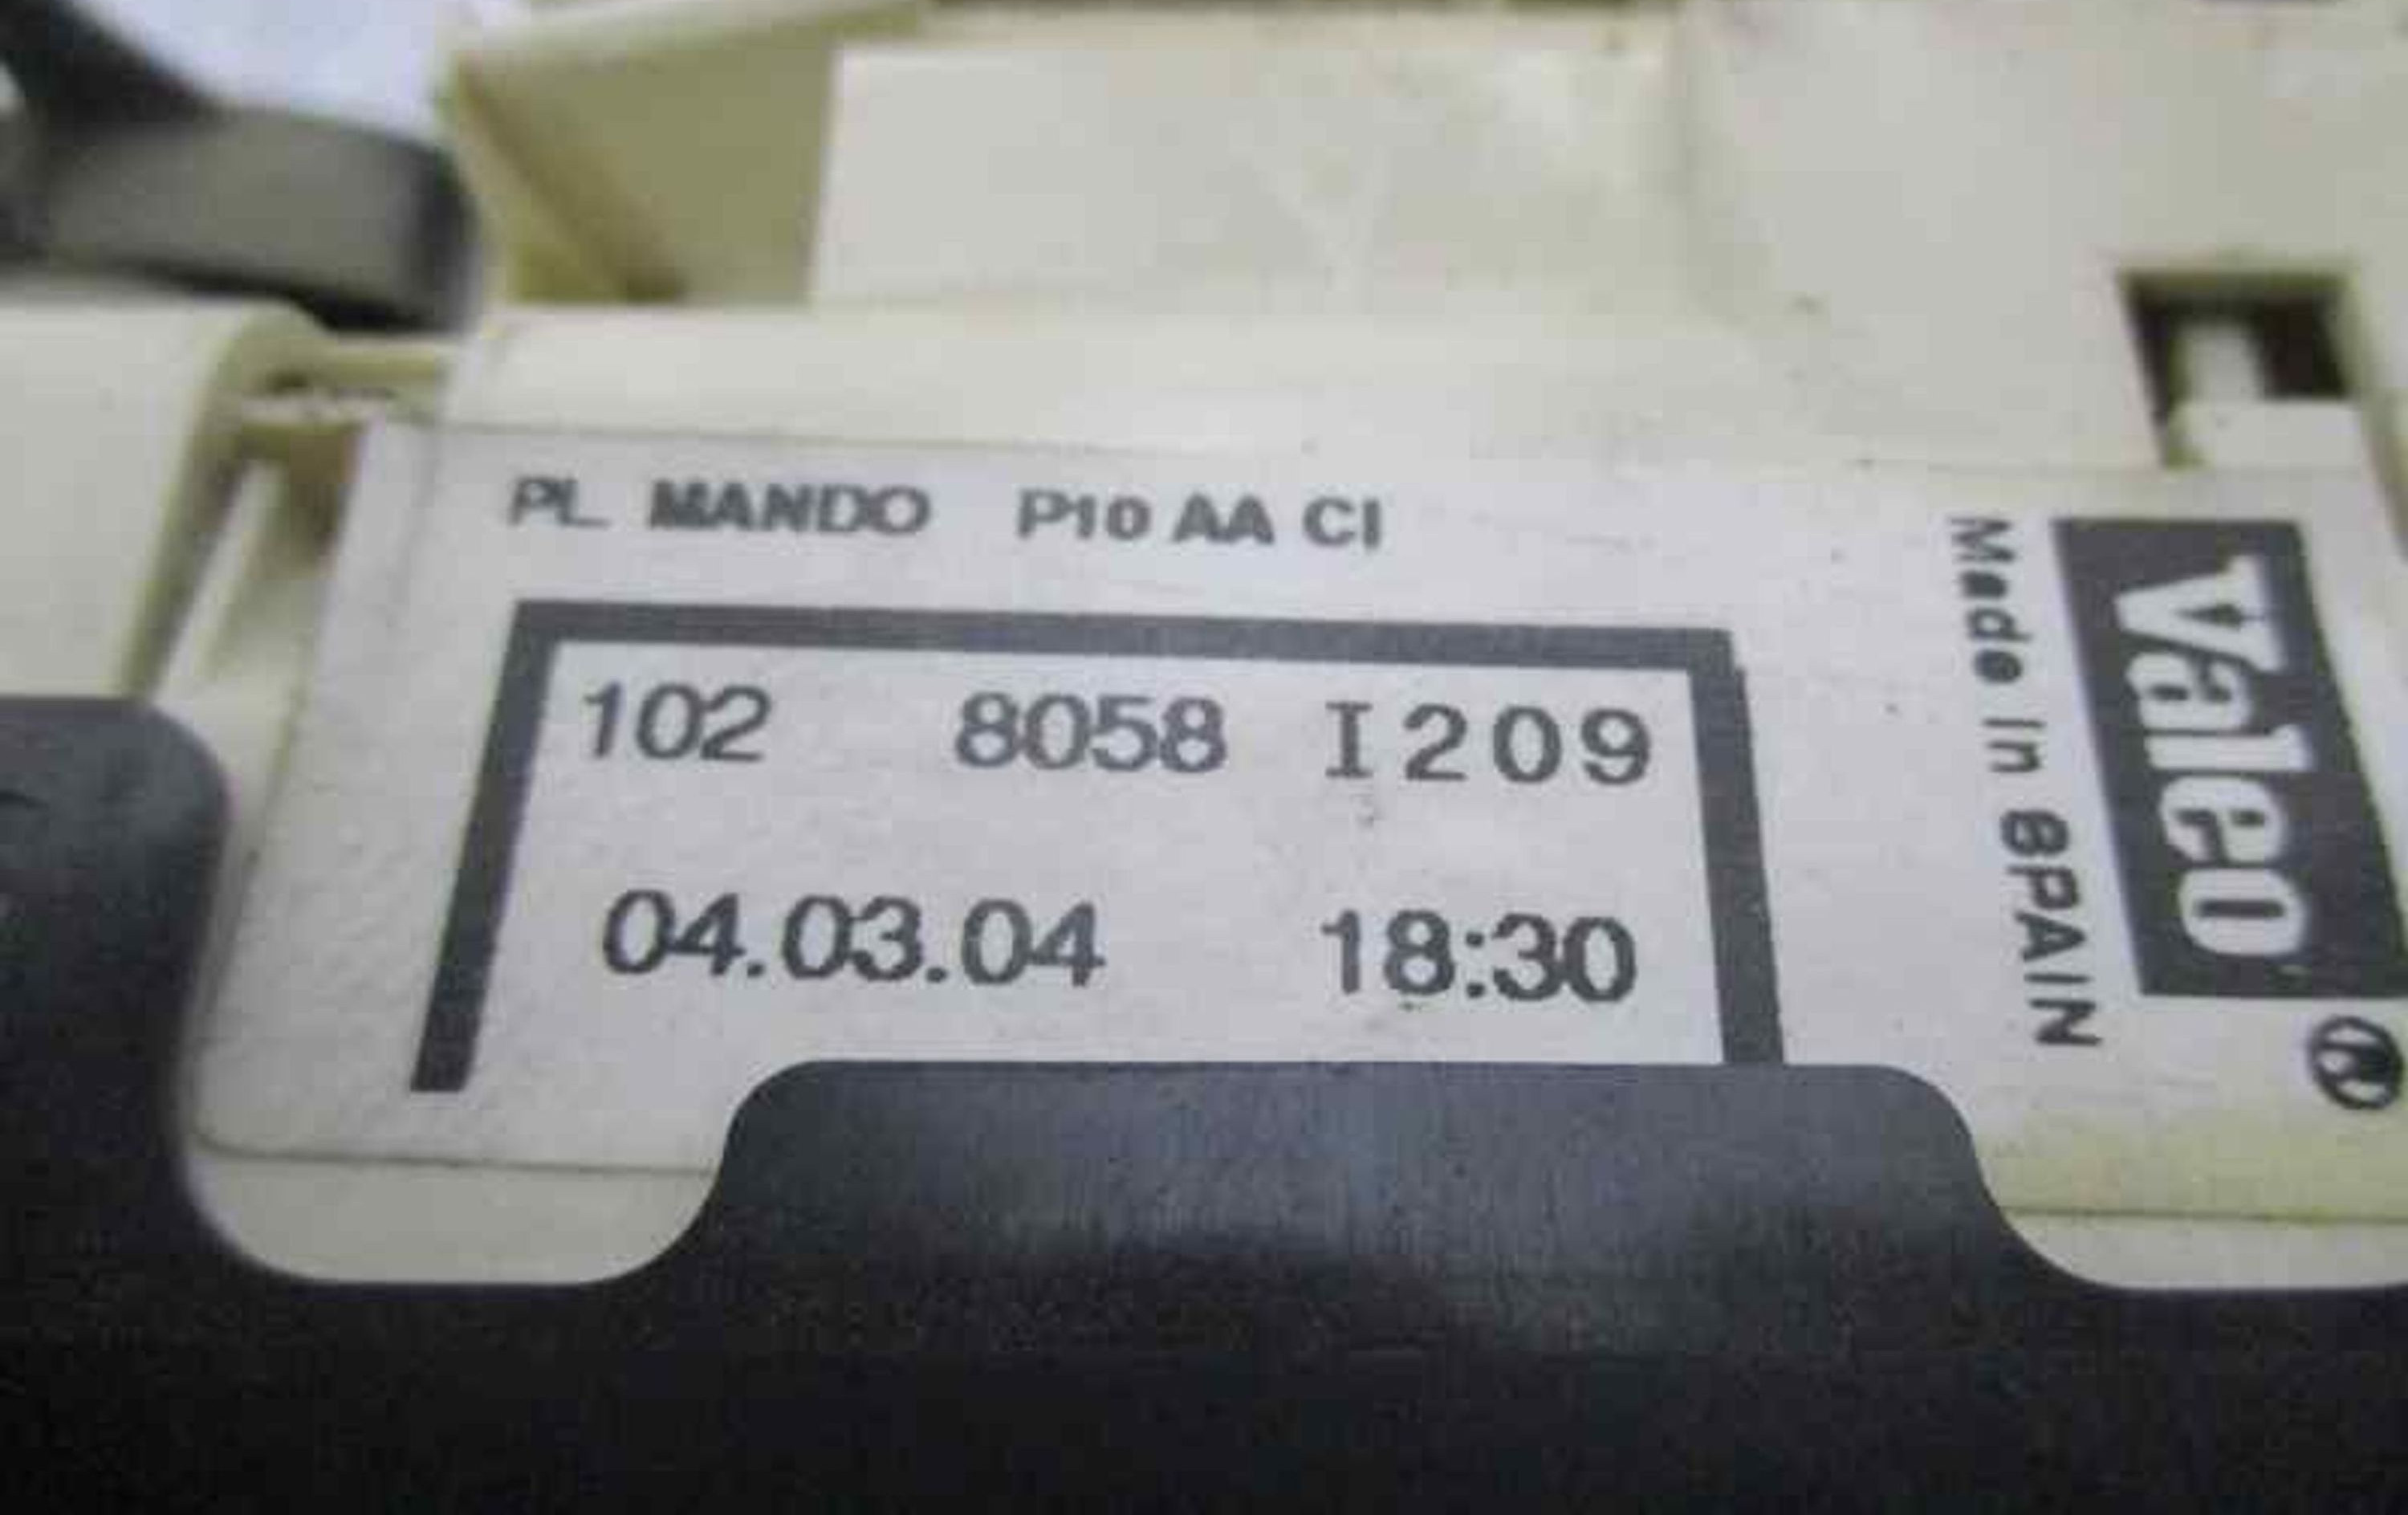 PL. MANDO P10 AA CI
102 8058 I209
04.03.04 18:30
Made in SPAIN
Valeo
®